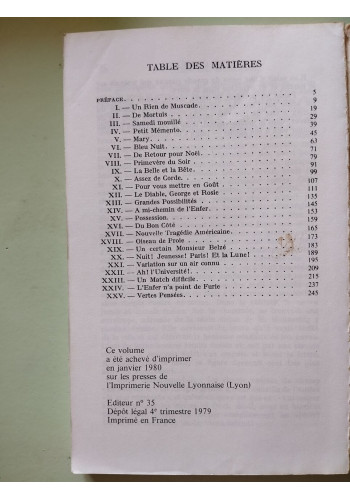 TABLE DES MATIÈRES
PRÉFACE. 5
I. — Un Rien de Muscade. 9
II. — De Mortuis 19
III. — Samedi mouillé 29
IV. — Petit Mémento. 39
V. — Mary. 45
VI. — Bleu Nuit. 63
VII. — De Retour pour Noël. 71
VIII. — Primevère du Soir 79
IX. — La Belle et la Bête. 91
X. — Assez de Corde. 99
XI. — Pour vous mettre en Goût 107
XII. — Le Diable, George et Rosie 111
XIII. — Grandes Possibilités 135
XIV. — A mi-chemin de l'Enfer. 145
XV. — Possession. 153
XVI. — Du Bon Côté 159
XVII. — Nouvelle Tragédie Américaine. 165
XVIII. — Oiseau de Proie 173
XIX. — Un certain Monsieur Belzé 183
XX. — Nuit! Jeunesse! Paris! Et la Lune! 189
XXI. — Variation sur un air connu 195
XXII. — Ah! l'Université! 209
XXIII. — Un Match difficile. 215
XXIV. — L'Enfer n'a point de Furie 237
XXV. — Vertes Pensées. 245
Ce volume
a été achevé d'imprimer
en janvier 1980
sur les presses de
l'Imprimerie Nouvelle Lyonnaise (Lyon)
Editeur n° 35
Dépôt légal 4e trimestre 1979
Imprimé en France